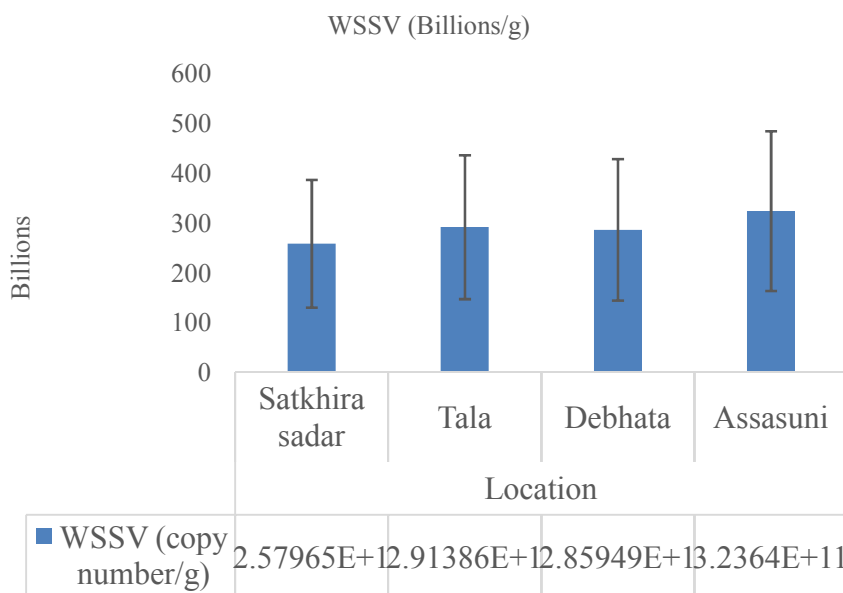 WSSV (Billions/g)
600
500
400
300
200
100
0
Billions
Satkhira
sadar
Tala
Debhata
Assasuni
Location
WSSV (copy
number/g)
2.57965E+1
2.91386E+1
2.85949E+1
3.2364E+11